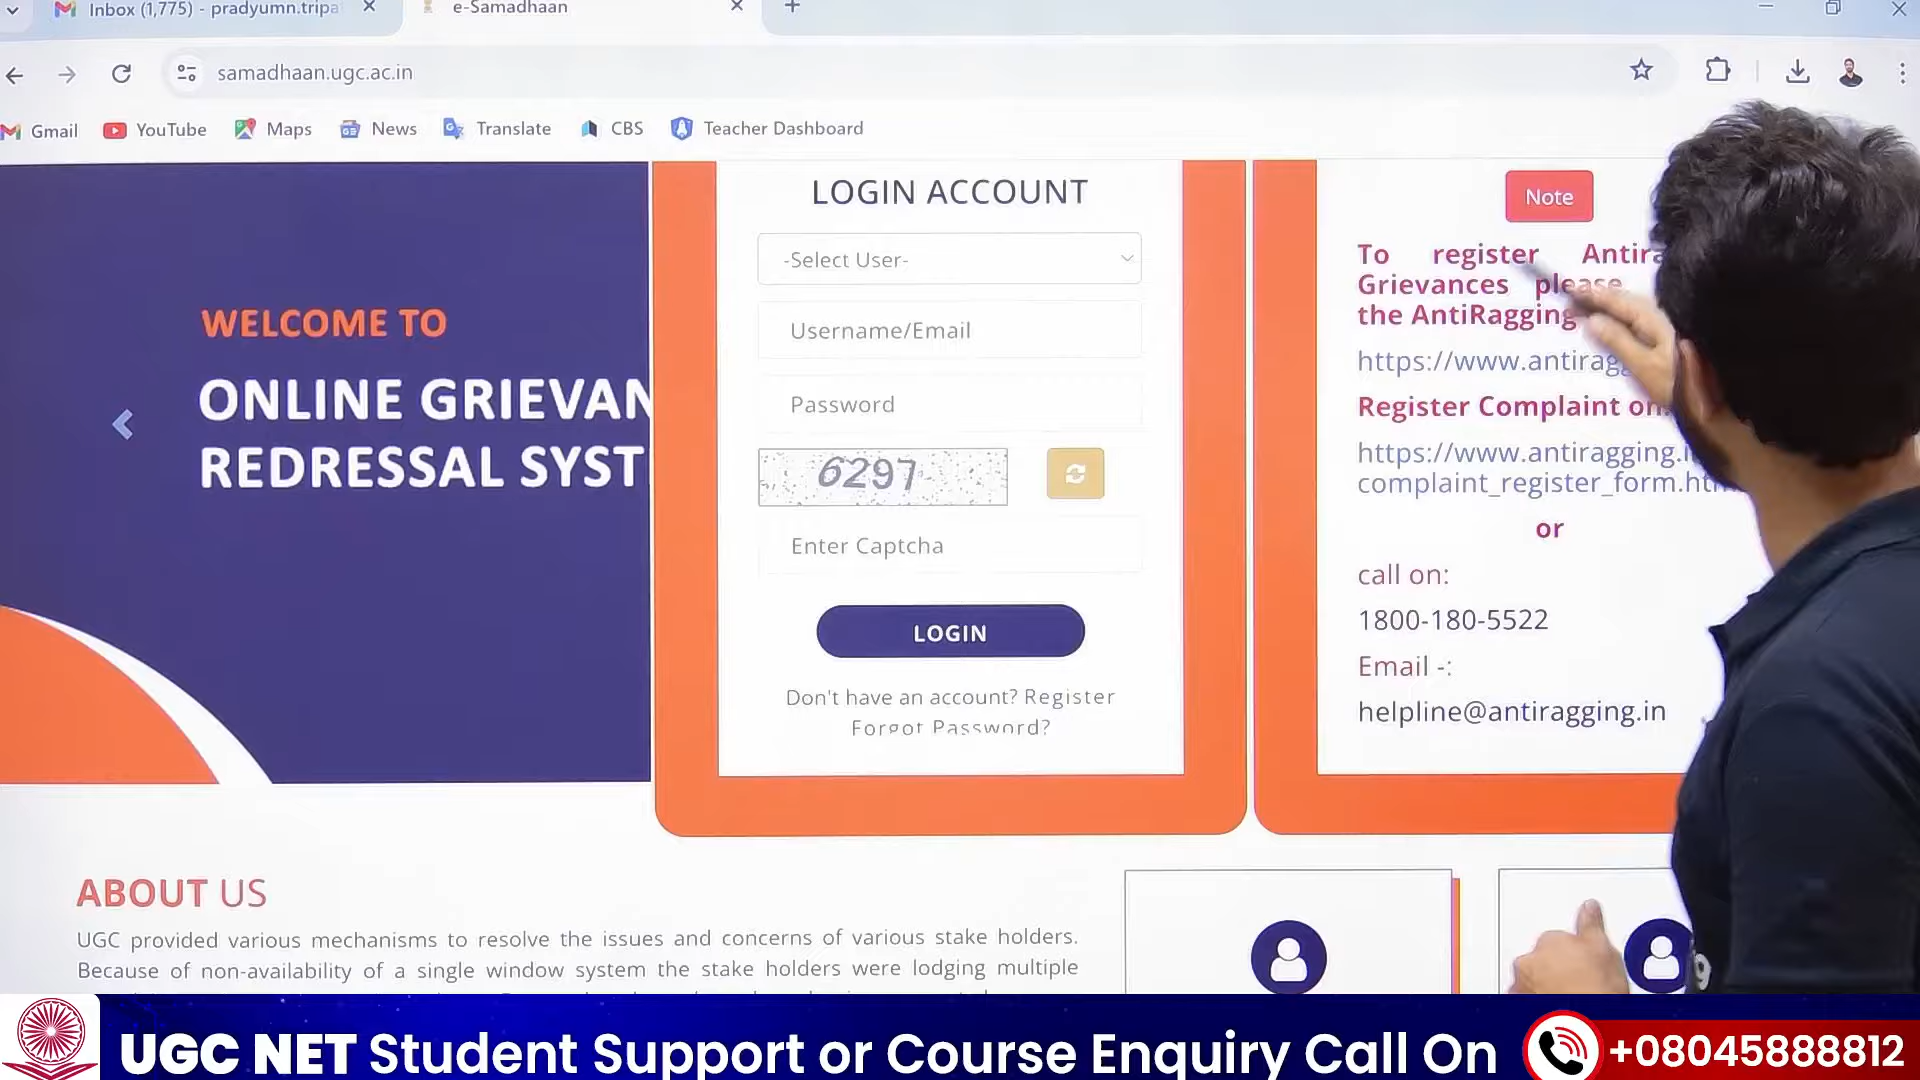 Inbox (1,775) - pradyumn.tripa
e-Samadhaan
samadhaan.ugc.ac.in
Gmail
YouTube
Maps
News
Translate
CBS
Teacher Dashboard
WELCOME TO
ONLINE GRIEVAN
REDRESSAL SYST
LOGIN ACCOUNT
-Select User-
Username/Email
Password
6297
Enter Captcha
LOGIN
Don't have an account? Register
Forgot Password?
Note
To register Antira
Grievances please
the AntiRagging
https://www.antiragg
Register Complaint on:
https://www.antiragging.i
complaint_register_form.htm
or
call on:
1800-180-5522
Email -:
helpline@antiragging.in
ABOUT US
UGC provided various mechanisms to resolve the issues and concerns of various stake holders.
Because of non-availability of a single window system the stake holders were lodging multiple
9
UGC NET Student Support or Course Enquiry Call On
+08045888812